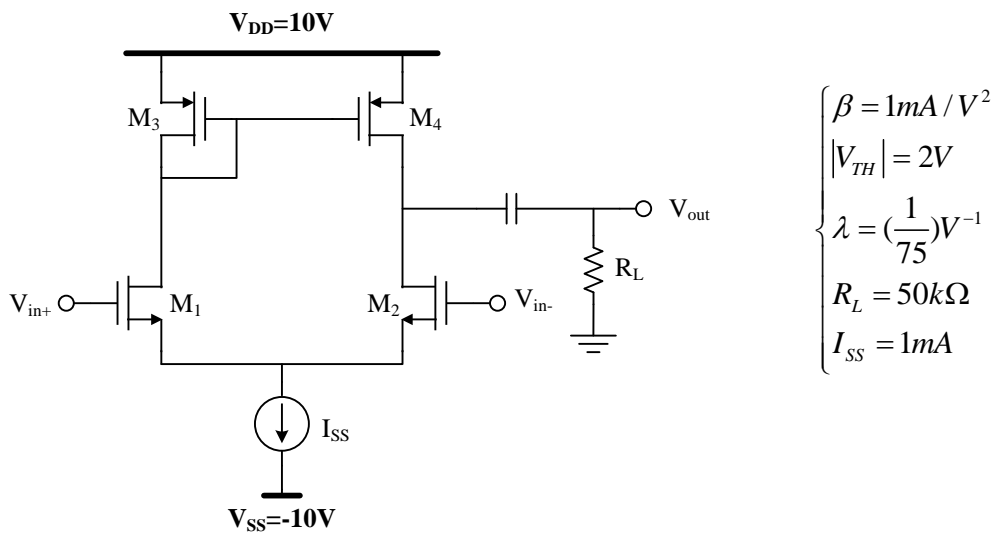 V_DD=10V
M_3
M_4
V_out
R_L
V_in+
M_1
M_2
V_in-
I_SS
V_SS=-10V
β = 1mA / V^2
|V_TH| = 2V
λ = (1/75)V^-1
R_L = 50kΩ
I_SS = 1mA